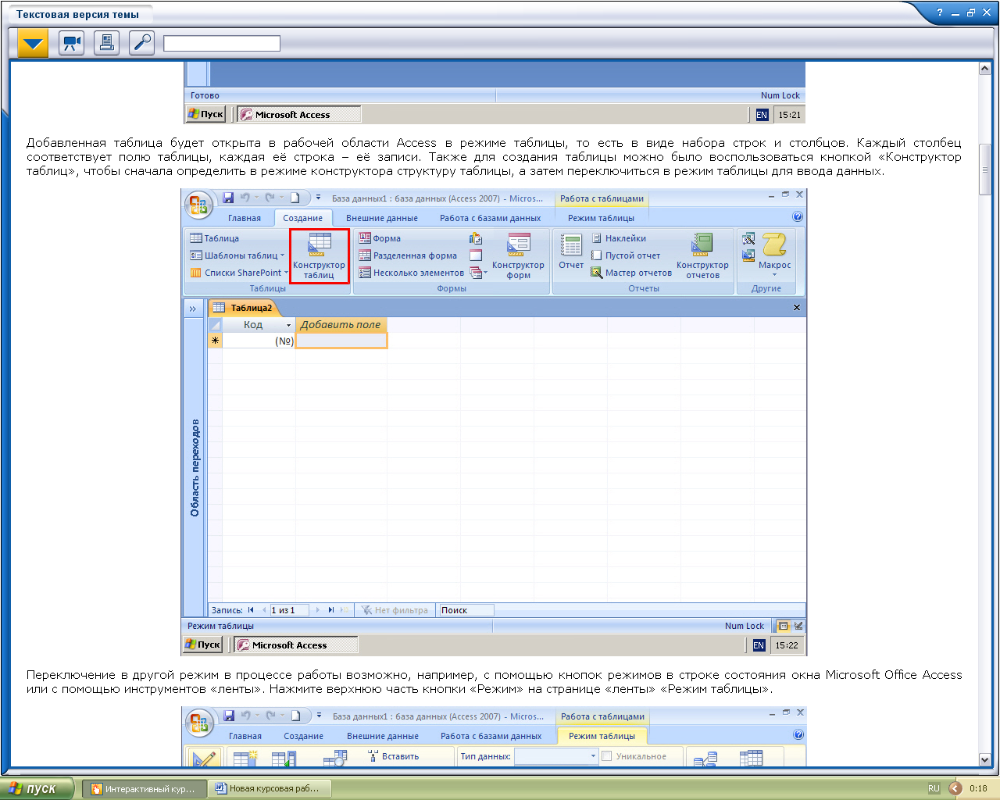 Текстовая версия темы
?
Готово Num Lock
Пуск Microsoft Access EN 15:21
Добавленная таблица будет открыта в рабочей области Access в режиме таблицы, то есть в виде набора строк и столбцов. Каждый столбец
соответствует полю таблицы, каждая её строка – её записи. Также для создания таблицы можно было воспользоваться кнопкой «Конструктор
таблиц», чтобы сначала определить в режиме конструктора структуру таблицы, а затем переключиться в режим таблицы для ввода данных.
База данных1 : база данных (Access 2007) - Micros... Работа с таблицами
Главная Создание Внешние данные Работа с базами данных Режим таблицы
Таблица
Шаблоны таблиц
Списки SharePoint
Конструктор
таблиц
Таблицы
Форма
Разделенная форма
Несколько элементов
Конструктор
форм
Формы
Отчет
Наклейки
Пустой отчет
Мастер отчетов
Конструктор
отчетов
Отчеты
Макрос
Другие
» Таблица2
Код Добавить поле
(№)
Область переходов
Запись: 1 из 1 Нет фильтра Поиск
Режим таблицы Num Lock
Пуск Microsoft Access EN 15:22
Переключение в другой режим в процессе работы возможно, например, с помощью кнопок режимов в строке состояния окна Microsoft Office Access
или с помощью инструментов «ленты». Нажмите верхнюю часть кнопки «Режим» на странице «ленты» «Режим таблицы».
База данных1 : база данных (Access 2007) - Micros... Работа с таблицами
Главная Создание Внешние данные Работа с базами данных Режим таблицы
Вставить Тип данных: Уникальное
пуск Интерактивный кур... Новая курсовая раб... RU 0:18